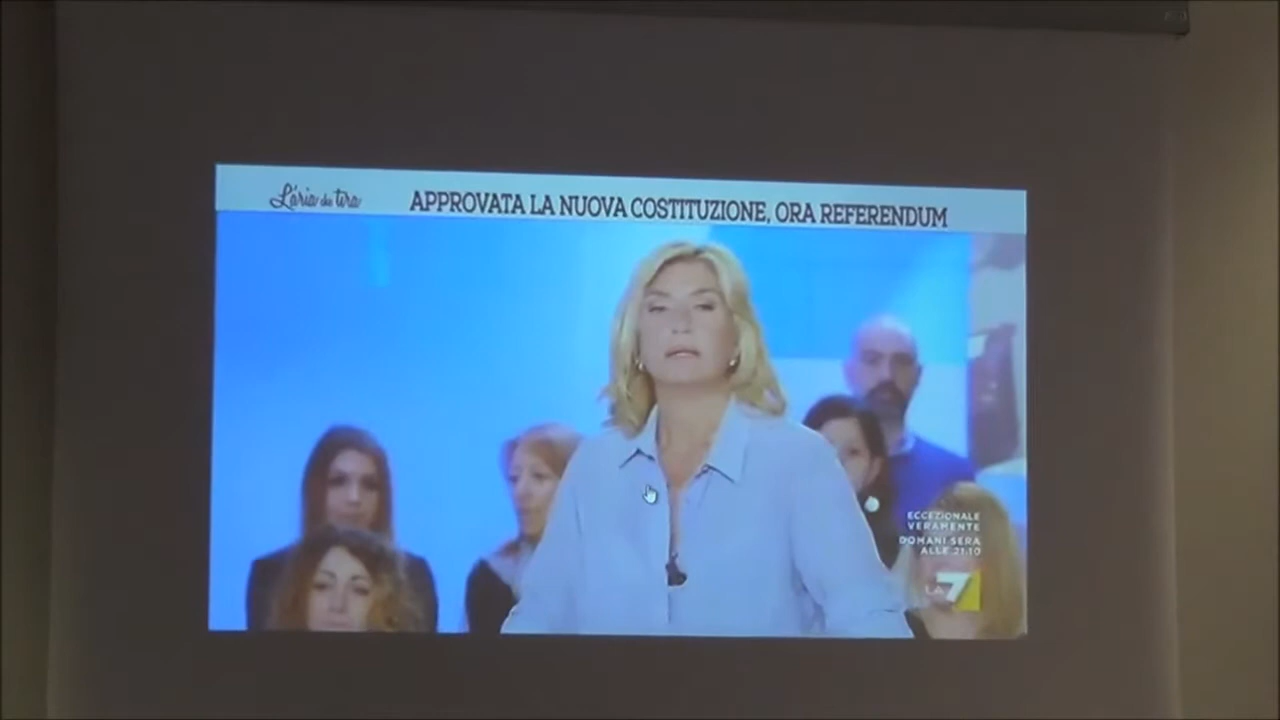 L'aria che tira
APPROVATA LA NUOVA COSTITUZIONE, ORA REFERENDUM
ECCEZIONALE
VERAMENTE
DOMANI SERA
ALLE 21.10
LA7